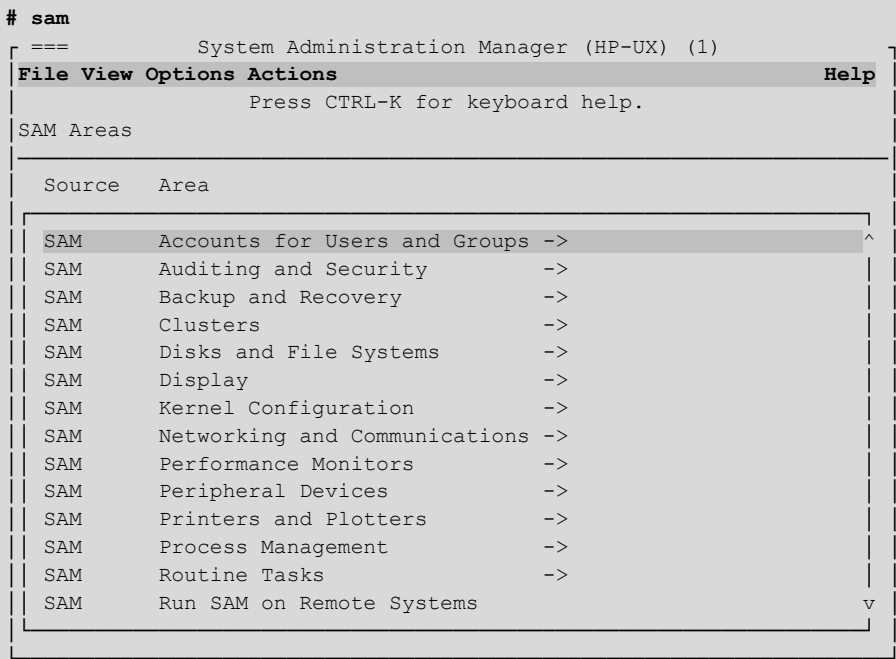 # sam
=== System Administration Manager (HP-UX) (1)
File View Options Actions Help
Press CTRL-K for keyboard help.
SAM Areas
Source Area
SAM Accounts for Users and Groups -> ^
SAM Auditing and Security ->
SAM Backup and Recovery ->
SAM Clusters ->
SAM Disks and File Systems ->
SAM Display ->
SAM Kernel Configuration ->
SAM Networking and Communications ->
SAM Performance Monitors ->
SAM Peripheral Devices ->
SAM Printers and Plotters ->
SAM Process Management ->
SAM Routine Tasks ->
SAM Run SAM on Remote Systems v